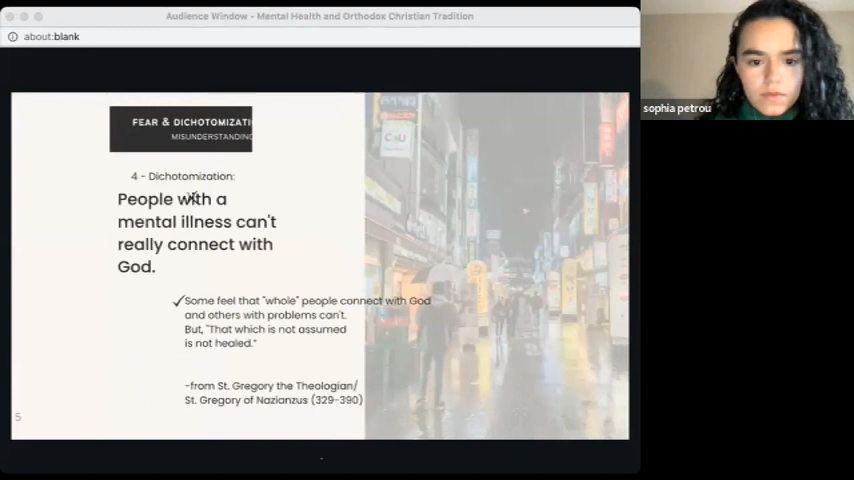 Audience Window - Mental Health and Orthodox Christian Tradition
about:blank
sophia petrou
FEAR & DICHOTOMIZATI
MISUNDERSTANDING
4 - Dichotomization:
People with a
mental illness can't
really connect with
God.
Some feel that "whole" people connect with God
and others with problems can't.
But, "That which is not assumed
is not healed."
-from St. Gregory the Theologian/
St. Gregory of Nazianzus (329-390)
5